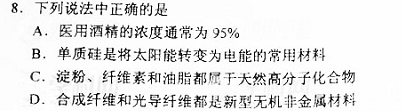 8．下列说法中正确的是
A．医用酒精的浓度通常为 95%
B．单质硅是将太阳能转变为电能的常用材料
C．淀粉、纤维素和油脂都属于天然高分子化合物
D．合成纤维和光导纤维都是新型无机非金属材料